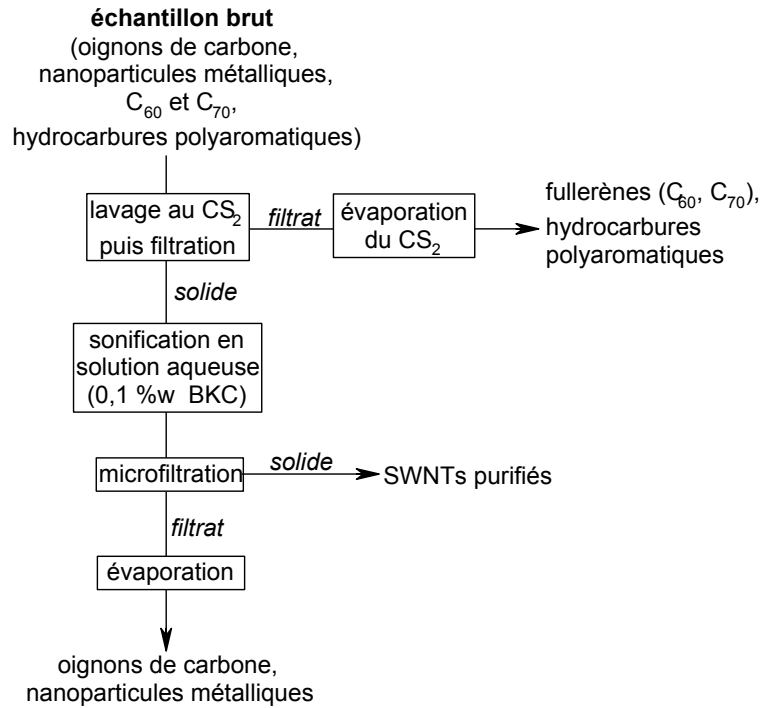 échantillon brut
(oignons de carbone,
nanoparticules métalliques,
C60 et C70,
hydrocarbures polyaromatiques)
lavage au CS2
puis filtration
filtrat
évaporation
du CS2
fullerènes (C60, C70),
hydrocarbures
polyaromatiques
solide
sonification en
solution aqueuse
(0,1 %w BKC)
microfiltration
solide
SWNTs purifiés
filtrat
évaporation
oignons de carbone,
nanoparticules métalliques